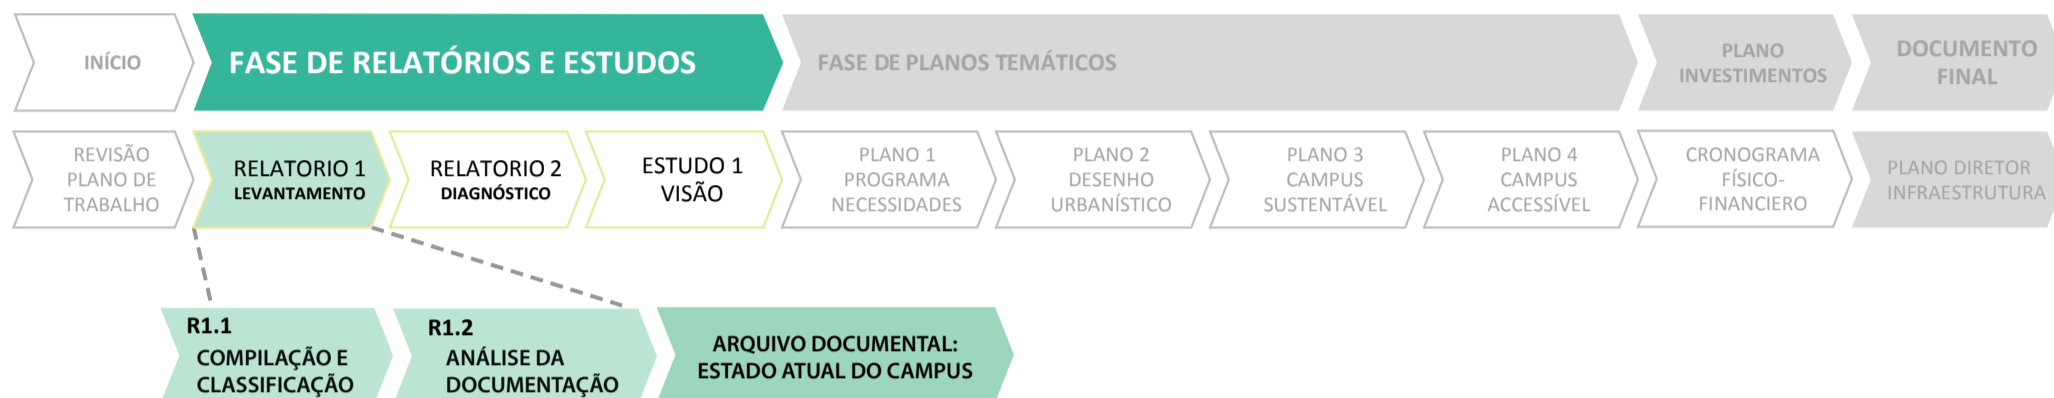 INÍCIO
FASE DE RELATÓRIOS E ESTUDOS
FASE DE PLANOS TEMÁTICOS
PLANO
INVESTIMENTOS
DOCUMENTO
FINAL
REVISÃO
PLANO DE
TRABALHO
RELATORIO 1
LEVANTAMENTO
RELATORIO 2
DIAGNÓSTICO
ESTUDO 1
VISÃO
PLANO 1
PROGRAMA
NECESSIDADES
PLANO 2
DESENHO
URBANÍSTICO
PLANO 3
CAMPUS
SUSTENTÁVEL
PLANO 4
CAMPUS
ACCESSÍVEL
CRONOGRAMA
FÍSICO-
FINANCIERO
PLANO DIRETOR
INFRAESTRUTURA
R1.1
COMPILAÇÃO E
CLASSIFICAÇÃO
R1.2
ANÁLISE DA
DOCUMENTAÇÃO
ARQUIVO DOCUMENTAL:
ESTADO ATUAL DO CAMPUS